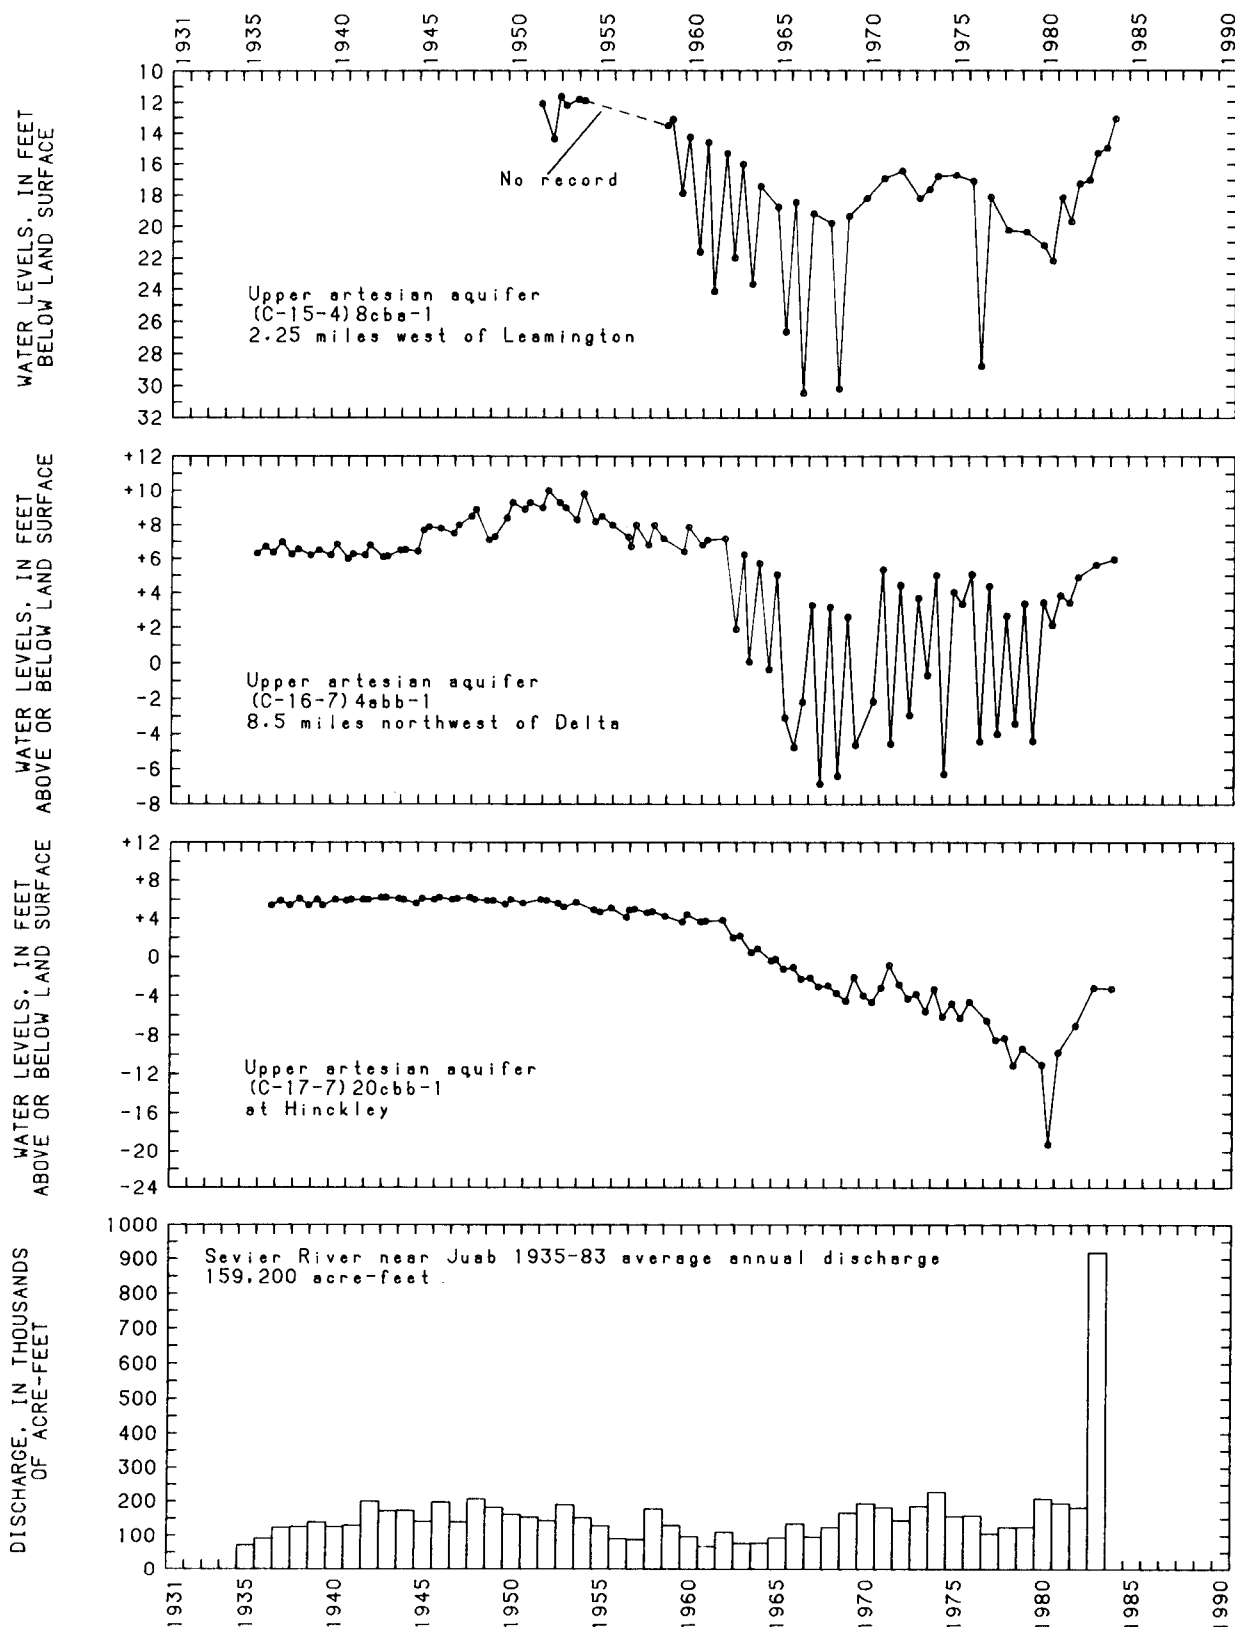 1931 1935 1940 1945 1950 1955 1960 1965 1970 1975 1980 1985 1990
WATER LEVELS, IN FEET
BELOW LAND SURFACE
10
12
14
16
18
20
22
24
26
28
30
32
No record
Upper artesian aquifer
(C-15-4)8cba-1
2.25 miles west of Leamington
WATER LEVELS, IN FEET
ABOVE OR BELOW LAND SURFACE
+12
+10
+8
+6
+4
+2
0
-2
-4
-6
-8
Upper artesian aquifer
(C-16-7)4abb-1
8.5 miles northwest of Delta
WATER LEVELS, IN FEET
ABOVE OR BELOW LAND SURFACE
+12
+8
+4
0
-4
-8
-12
-16
-20
-24
Upper artesian aquifer
(C-17-7)20cbb-1
at Hinckley
DISCHARGE, IN THOUSANDS
OF ACRE-FEET
1000
900
800
700
600
500
400
300
200
100
0
Sevier River near Juab 1935-83 average annual discharge
159,200 acre-feet
1931 1935 1940 1945 1950 1955 1960 1965 1970 1975 1980 1985 1990